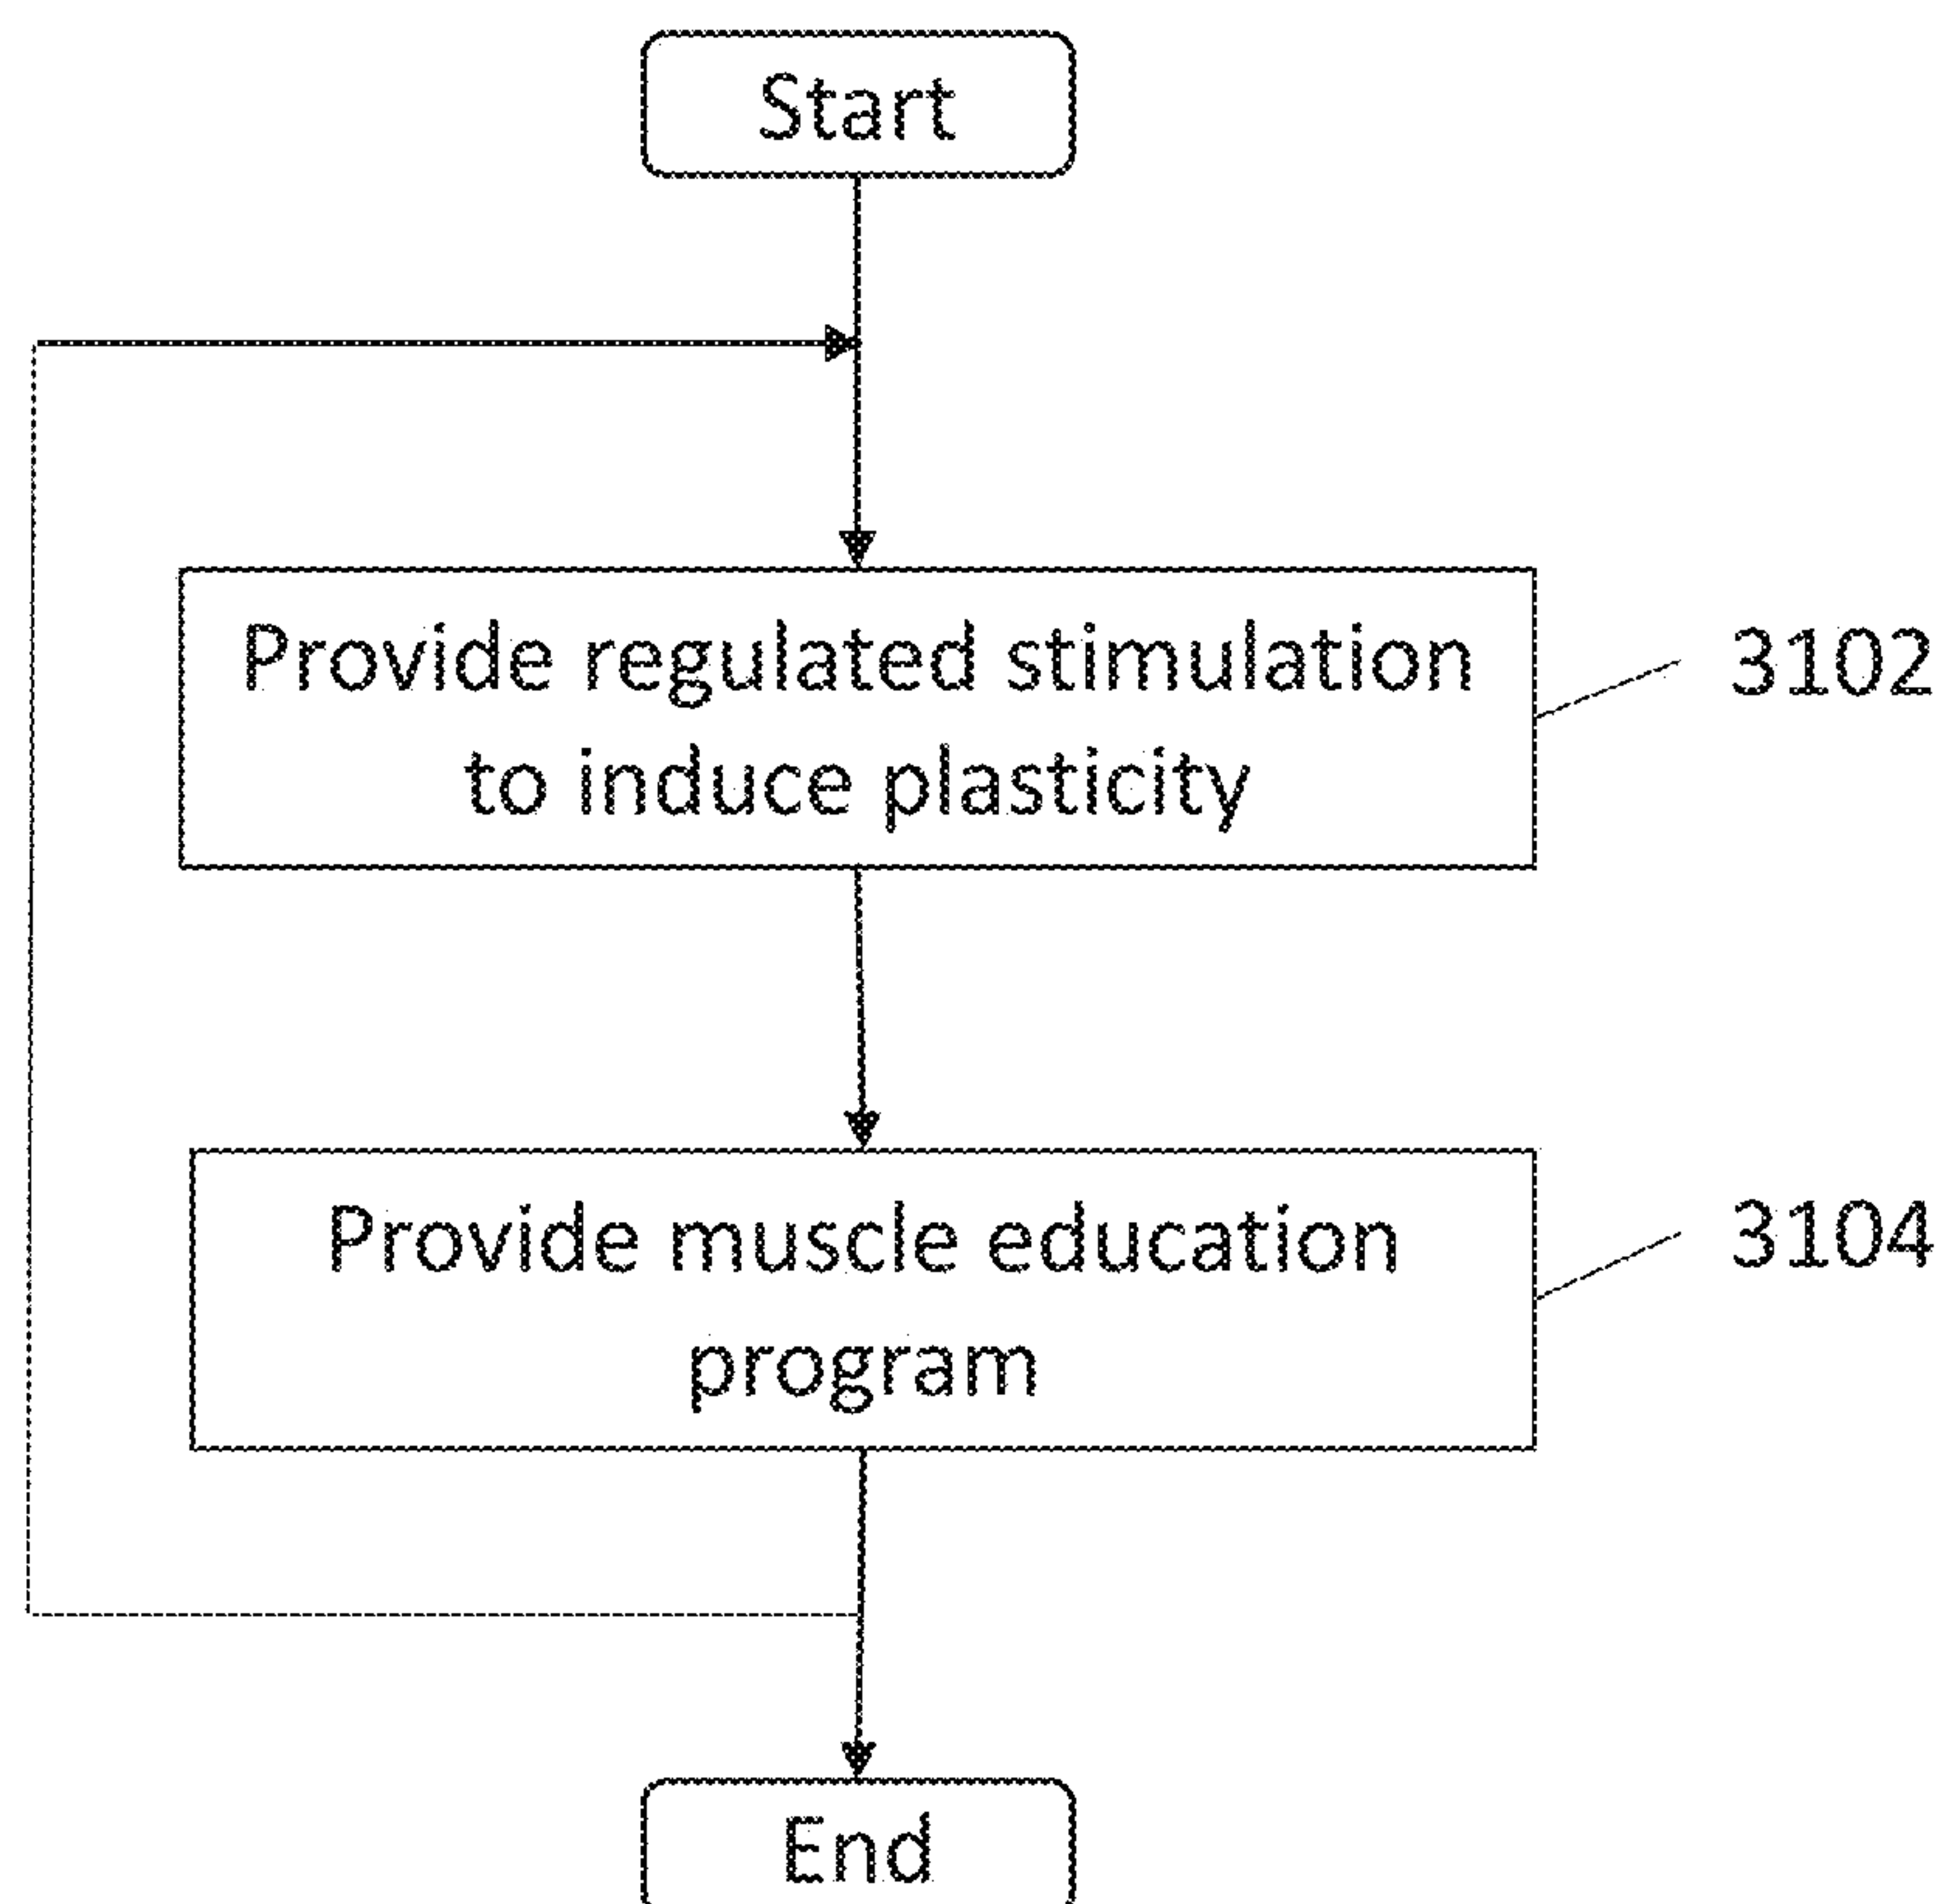 Start
Provide regulated stimulation
to induce plasticity
3102
Provide muscle education
program
3104
End